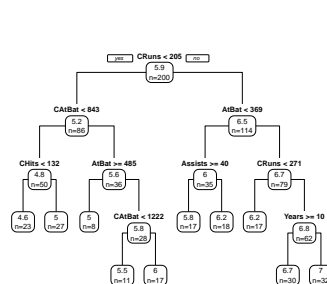 yes CRuns < 205 no
5.9
n=200
CAtBat < 843 AtBat < 369
5.2 6.5
n=86 n=114
CHits < 132 AtBat >= 485 Assists >= 40 CRuns < 271
4.8 5.6 6 6.7
n=50 n=36 n=35 n=79
4.6 5 5 CAtBat < 1222 5.8 6.2 6.2 Years >= 10
n=23 n=27 n=8 5.8 n=17 n=18 n=17 6.8
n=28 n=62
5.5 6 6.7 7
n=11 n=17 n=30 n=32